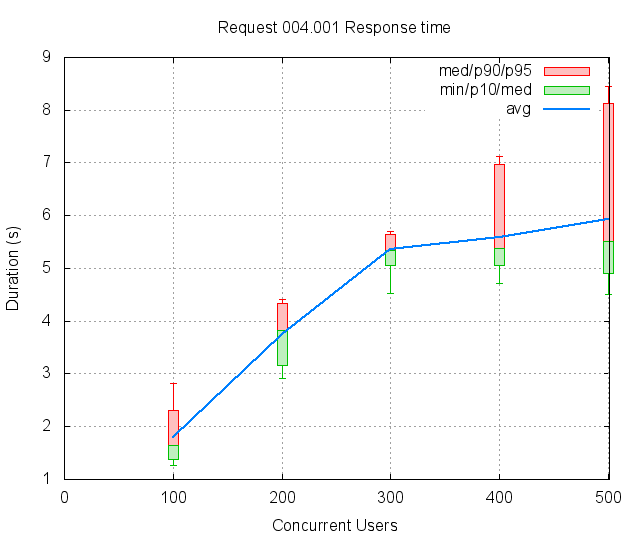 Request 004.001 Response time
med/p90/p95
min/p10/med
avg
9
8
7
6
5
4
3
2
1
Duration (s)
0 100 200 300 400 500
Concurrent Users